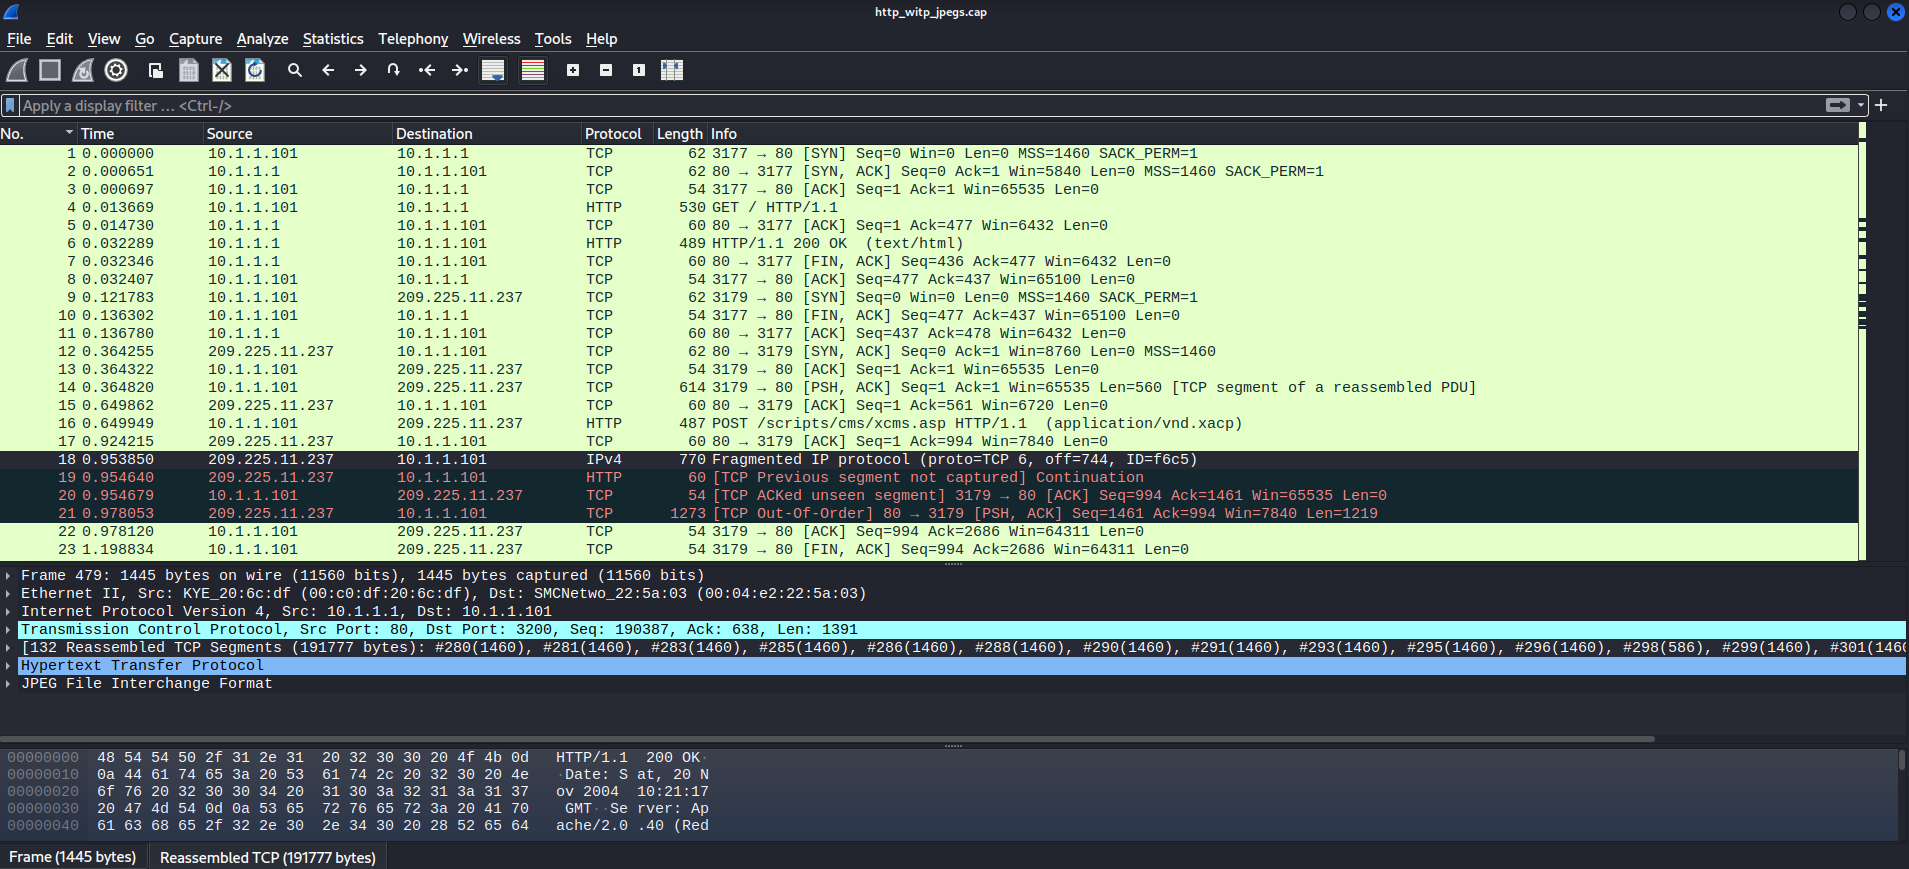 http_witp_jpegs.cap
File Edit View Go Capture Analyze Statistics Telephony Wireless Tools Help
Apply a display filter … <Ctrl-/>
No. Time Source Destination Protocol Length Info
1 0.000000 10.1.1.101 10.1.1.1 TCP 62 3177 → 80 [SYN] Seq=0 Win=0 Len=0 MSS=1460 SACK_PERM=1
2 0.000651 10.1.1.1 10.1.1.101 TCP 62 80 → 3177 [SYN, ACK] Seq=0 Ack=1 Win=5840 Len=0 MSS=1460 SACK_PERM=1
3 0.000697 10.1.1.101 10.1.1.1 TCP 54 3177 → 80 [ACK] Seq=1 Ack=1 Win=65535 Len=0
4 0.013669 10.1.1.101 10.1.1.1 HTTP 530 GET / HTTP/1.1
5 0.014730 10.1.1.1 10.1.1.101 TCP 60 80 → 3177 [ACK] Seq=1 Ack=477 Win=6432 Len=0
6 0.032289 10.1.1.1 10.1.1.101 HTTP 489 HTTP/1.1 200 OK  (text/html)
7 0.032346 10.1.1.1 10.1.1.101 TCP 60 80 → 3177 [FIN, ACK] Seq=436 Ack=477 Win=6432 Len=0
8 0.032407 10.1.1.101 10.1.1.1 TCP 54 3177 → 80 [ACK] Seq=477 Ack=437 Win=65100 Len=0
9 0.121783 10.1.1.101 209.225.11.237 TCP 62 3179 → 80 [SYN] Seq=0 Win=0 Len=0 MSS=1460 SACK_PERM=1
10 0.136302 10.1.1.101 10.1.1.1 TCP 54 3177 → 80 [FIN, ACK] Seq=477 Ack=437 Win=65100 Len=0
11 0.136780 10.1.1.1 10.1.1.101 TCP 60 80 → 3177 [ACK] Seq=437 Ack=478 Win=6432 Len=0
12 0.364255 209.225.11.237 10.1.1.101 TCP 62 80 → 3179 [SYN, ACK] Seq=0 Ack=1 Win=8760 Len=0 MSS=1460
13 0.364322 10.1.1.101 209.225.11.237 TCP 54 3179 → 80 [ACK] Seq=1 Ack=1 Win=65535 Len=0
14 0.364820 10.1.1.101 209.225.11.237 TCP 614 3179 → 80 [PSH, ACK] Seq=1 Ack=1 Win=65535 Len=560 [TCP segment of a reassembled PDU]
15 0.649862 209.225.11.237 10.1.1.101 TCP 60 80 → 3179 [ACK] Seq=1 Ack=561 Win=6720 Len=0
16 0.649949 10.1.1.101 209.225.11.237 HTTP 487 POST /scripts/cms/xcms.asp HTTP/1.1  (application/vnd.xacp)
17 0.924215 209.225.11.237 10.1.1.101 TCP 60 80 → 3179 [ACK] Seq=1 Ack=994 Win=7840 Len=0
18 0.953850 209.225.11.237 10.1.1.101 IPv4 770 Fragmented IP protocol (proto=TCP 6, off=744, ID=f6c5)
19 0.954640 209.225.11.237 10.1.1.101 HTTP 60 [TCP Previous segment not captured] Continuation
20 0.954679 10.1.1.101 209.225.11.237 TCP 54 [TCP ACKed unseen segment] 3179 → 80 [ACK] Seq=994 Ack=1461 Win=65535 Len=0
21 0.978053 209.225.11.237 10.1.1.101 TCP 1273 [TCP Out-Of-Order] 80 → 3179 [PSH, ACK] Seq=1461 Ack=994 Win=7840 Len=1219
22 0.978120 10.1.1.101 209.225.11.237 TCP 54 3179 → 80 [ACK] Seq=994 Ack=2686 Win=64311 Len=0
23 1.198834 10.1.1.101 209.225.11.237 TCP 54 3179 → 80 [FIN, ACK] Seq=994 Ack=2686 Win=64311 Len=0
Frame 479: 1445 bytes on wire (11560 bits), 1445 bytes captured (11560 bits)
Ethernet II, Src: KYE_20:6c:df (00:c0:df:20:6c:df), Dst: SMCNetwo_22:5a:03 (00:04:e2:22:5a:03)
Internet Protocol Version 4, Src: 10.1.1.1, Dst: 10.1.1.101
Transmission Control Protocol, Src Port: 80, Dst Port: 3200, Seq: 190387, Ack: 638, Len: 1391
[132 Reassembled TCP Segments (191777 bytes): #280(1460), #281(1460), #283(1460), #285(1460), #286(1460), #288(1460), #290(1460), #291(1460), #293(1460), #295(1460), #296(1460), #298(586), #299(1460), #301(146
Hypertext Transfer Protocol
JPEG File Interchange Format
00000000 48 54 54 50 2f 31 2e 31 20 32 30 30 20 4f 4b 0d HTTP/1.1  200 OK·
00000010 0a 44 61 74 65 3a 20 53 61 74 2c 20 32 30 20 4e ·Date: S at, 20 N
00000020 6f 76 20 32 30 30 34 20 31 30 3a 32 31 3a 31 37 ov 2004  10:21:17
00000030 20 47 4d 54 0d 0a 53 65 72 76 65 72 3a 20 41 70 GMT··Se rver: Ap
00000040 61 63 68 65 2f 32 2e 30 2e 34 30 20 28 52 65 64 ache/2.0 .40 (Red
Frame (1445 bytes) Reassembled TCP (191777 bytes)